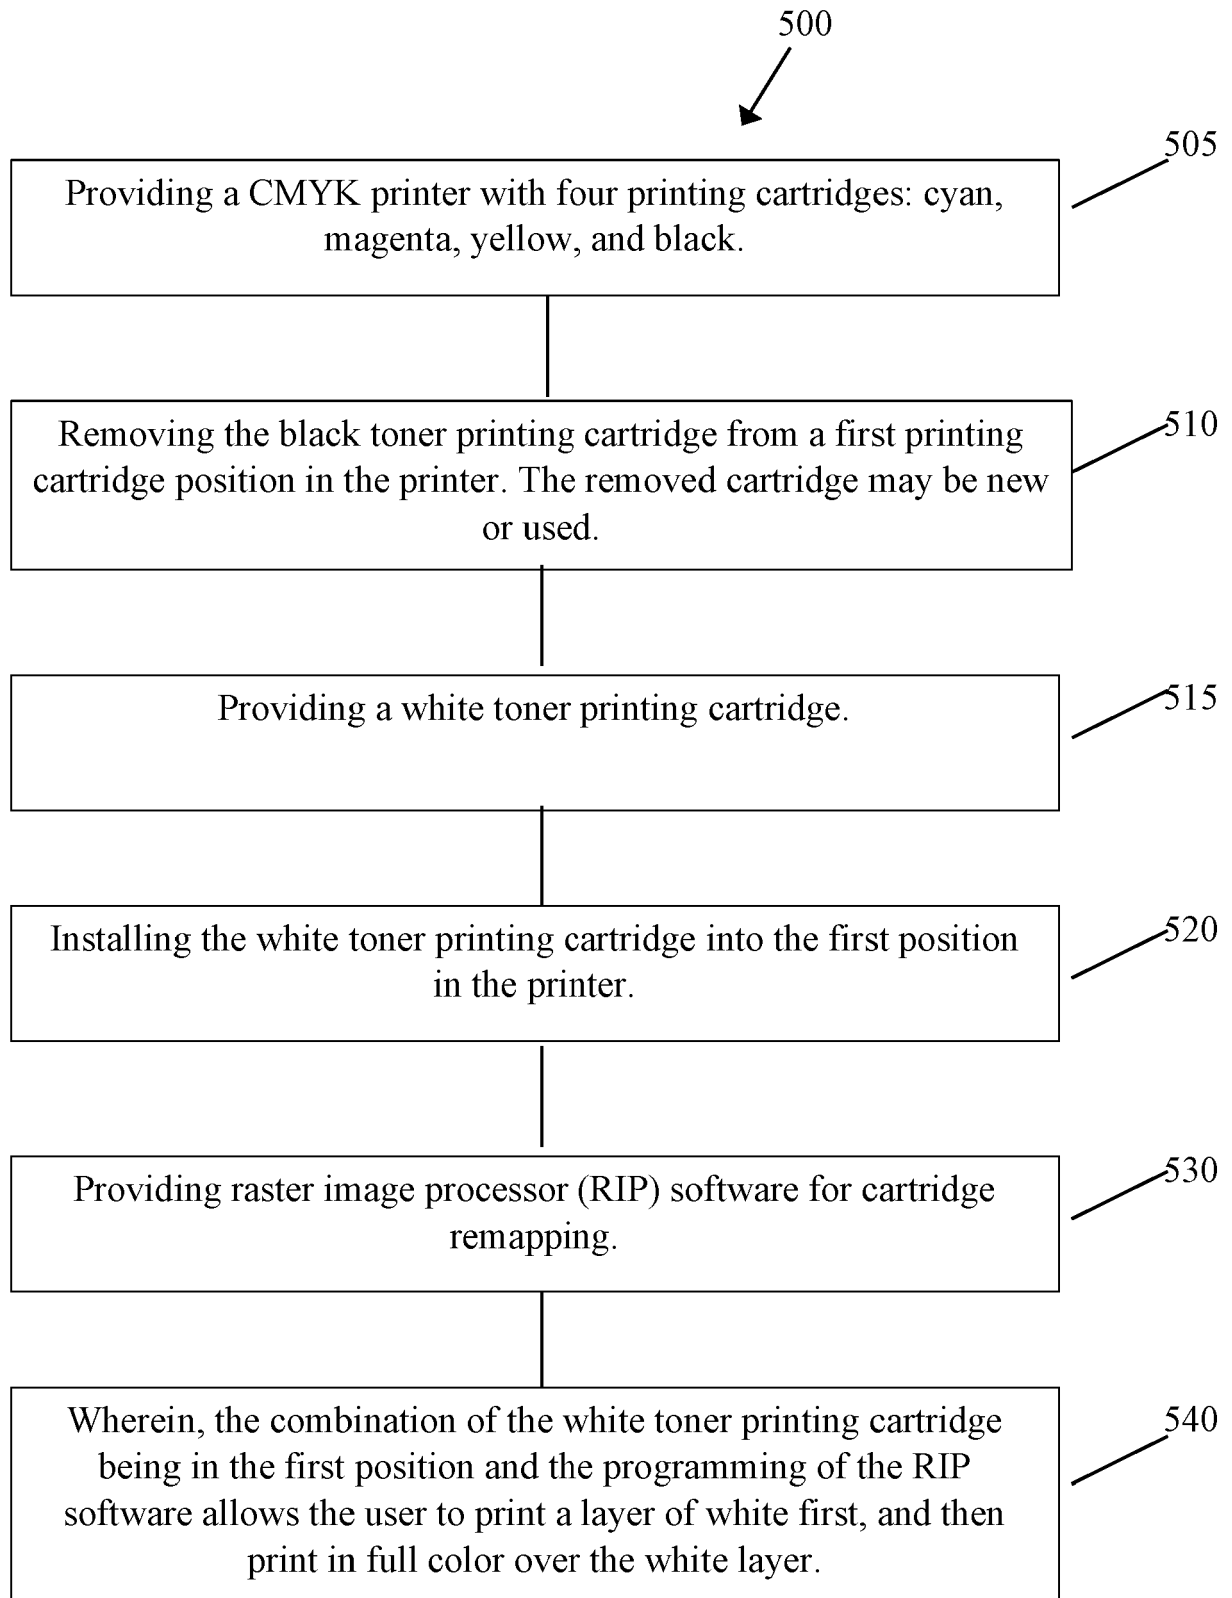 500
505
Providing a CMYK printer with four printing cartridges: cyan,
magenta, yellow, and black.
510
Removing the black toner printing cartridge from a first printing
cartridge position in the printer. The removed cartridge may be new
or used.
515
Providing a white toner printing cartridge.
520
Installing the white toner printing cartridge into the first position
in the printer.
530
Providing raster image processor (RIP) software for cartridge
remapping.
540
Wherein, the combination of the white toner printing cartridge
being in the first position and the programming of the RIP
software allows the user to print a layer of white first, and then
print in full color over the white layer.